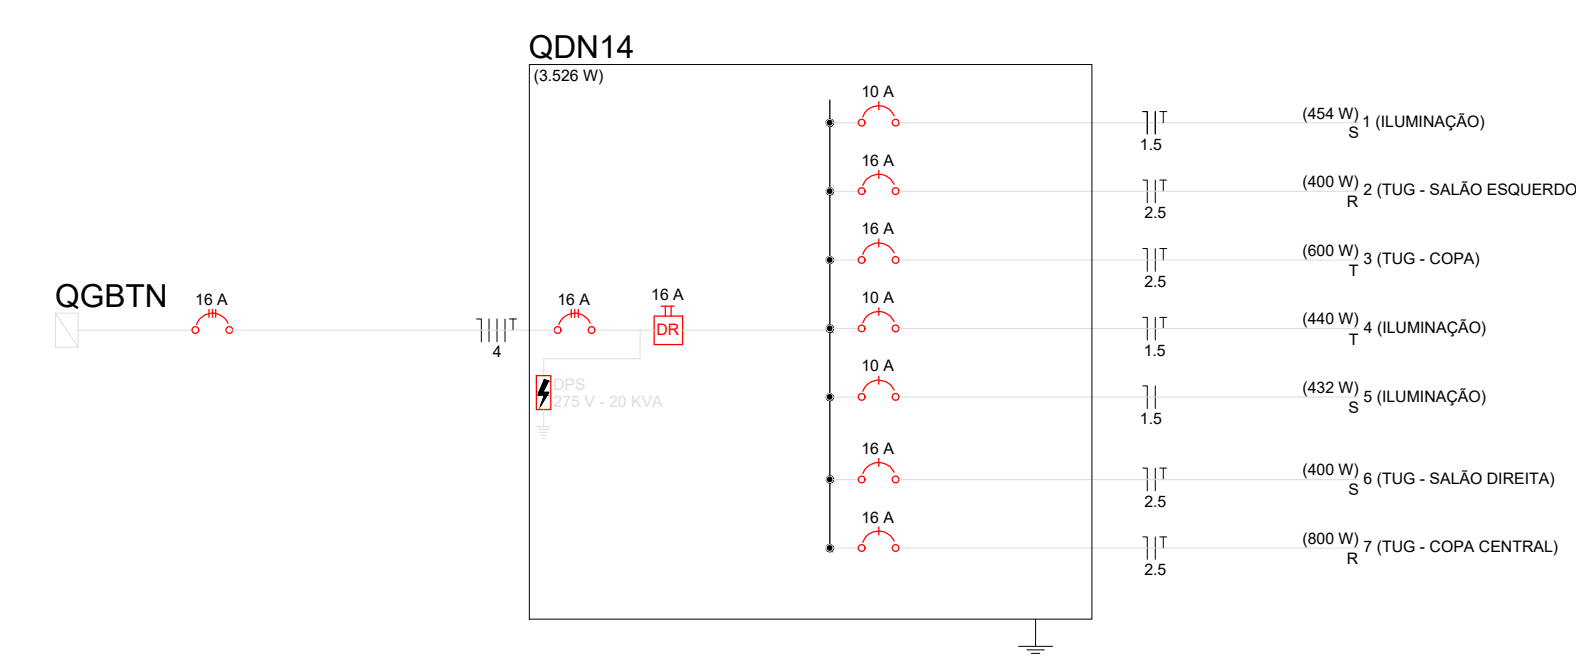 QDN14
(3.526 W)
10 A
(454 W)
S
1 (ILUMINAÇÃO)
1.5
16 A
(400 W)
R
2 (TUG - SALÃO ESQUERDO
2.5
16 A
(600 W)
T
3 (TUG - COPA)
2.5
QGBTN
16 A
T
4
16 A
16 A
DR
DPS
275 V - 20 KVA
10 A
(440 W)
T
4 (ILUMINAÇÃO)
1.5
10 A
(432 W)
S
5 (ILUMINAÇÃO)
1.5
16 A
(400 W)
S
6 (TUG - SALÃO DIREITA)
2.5
16 A
(800 W)
R
7 (TUG - COPA CENTRAL)
2.5